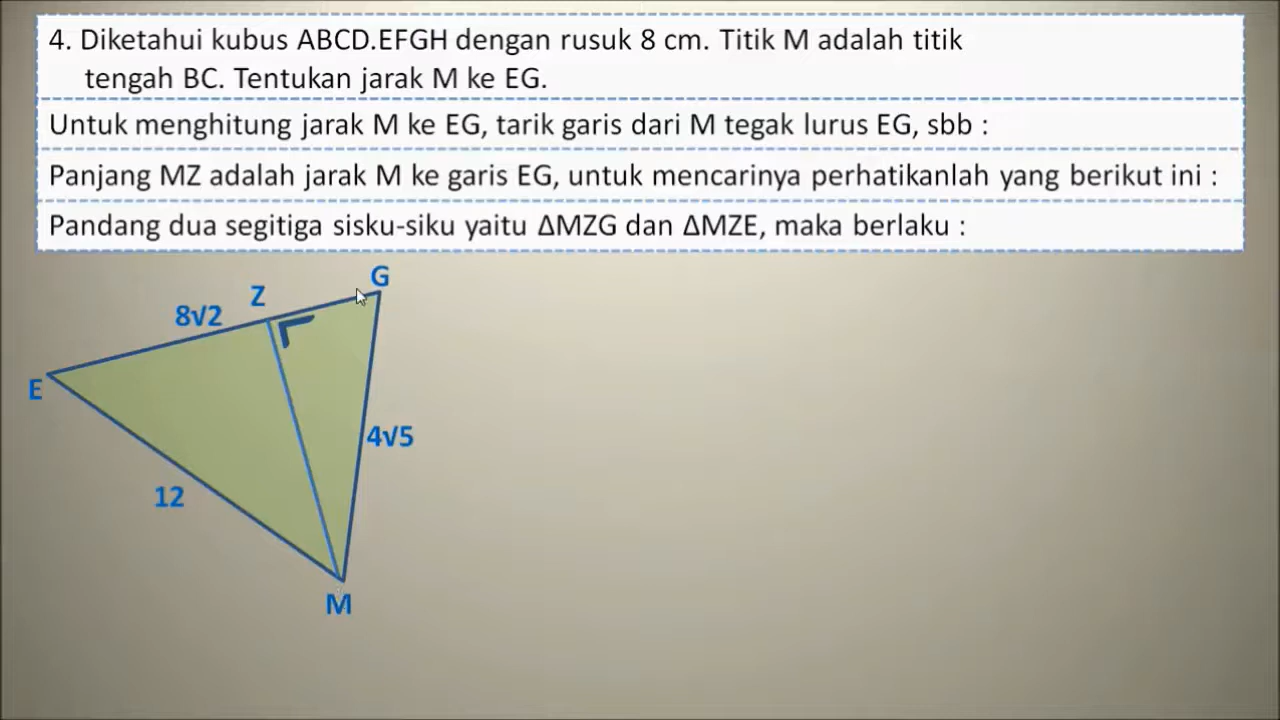 4. Diketahui kubus ABCD.EFGH dengan rusuk 8 cm. Titik M adalah titik
tengah BC. Tentukan jarak M ke EG.
Untuk menghitung jarak M ke EG, tarik garis dari M tegak lurus EG, sbb :
Panjang MZ adalah jarak M ke garis EG, untuk mencarinya perhatikanlah yang berikut ini :
Pandang dua segitiga sisku-siku yaitu ΔMZG dan ΔMZE, maka berlaku :
G
Z
8√2
E
4√5
12
M